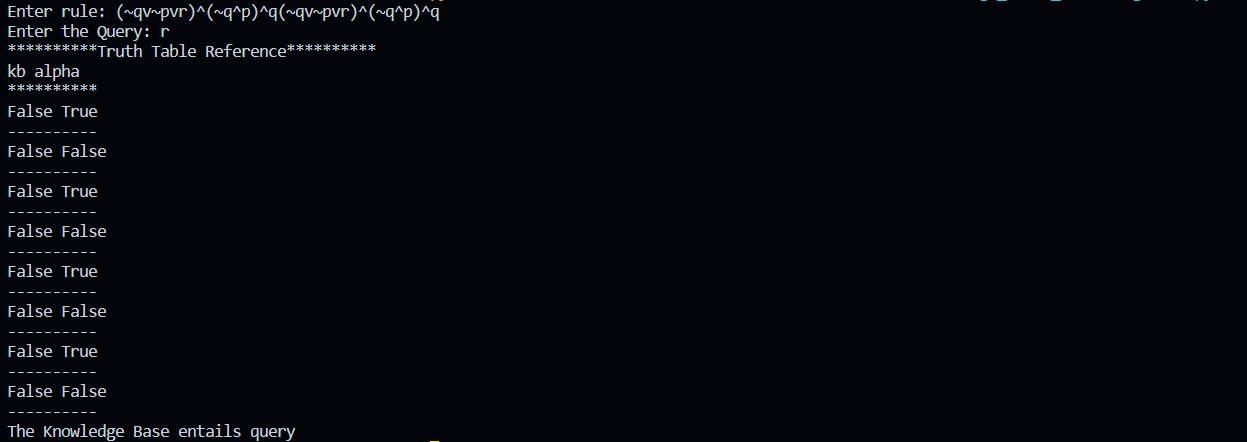 Enter rule: (~qv~pvr)^(~q^p)^q(~qv~pvr)^(~q^p)^q
Enter the Query: r
**********Truth Table Reference**********
kb alpha
**********
False True
----------
False False
----------
False True
----------
False False
----------
False True
----------
False False
----------
False True
----------
False False
----------
The Knowledge Base entails query